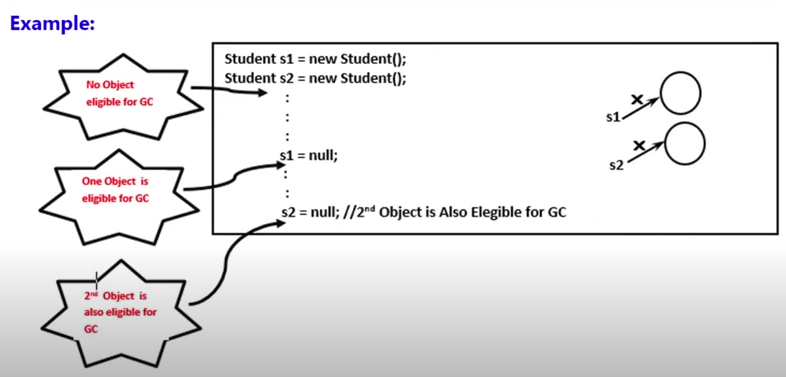 Example:
No Object
eligible for GC
Student s1 = new Student();
Student s2 = new Student();
:
:
:
s1 = null;
:
:
s2 = null; //2nd Object is Also Elegible for GC
One Object is
eligible for GC
2nd Object is
also eligible for
GC
x
s1
x
s2